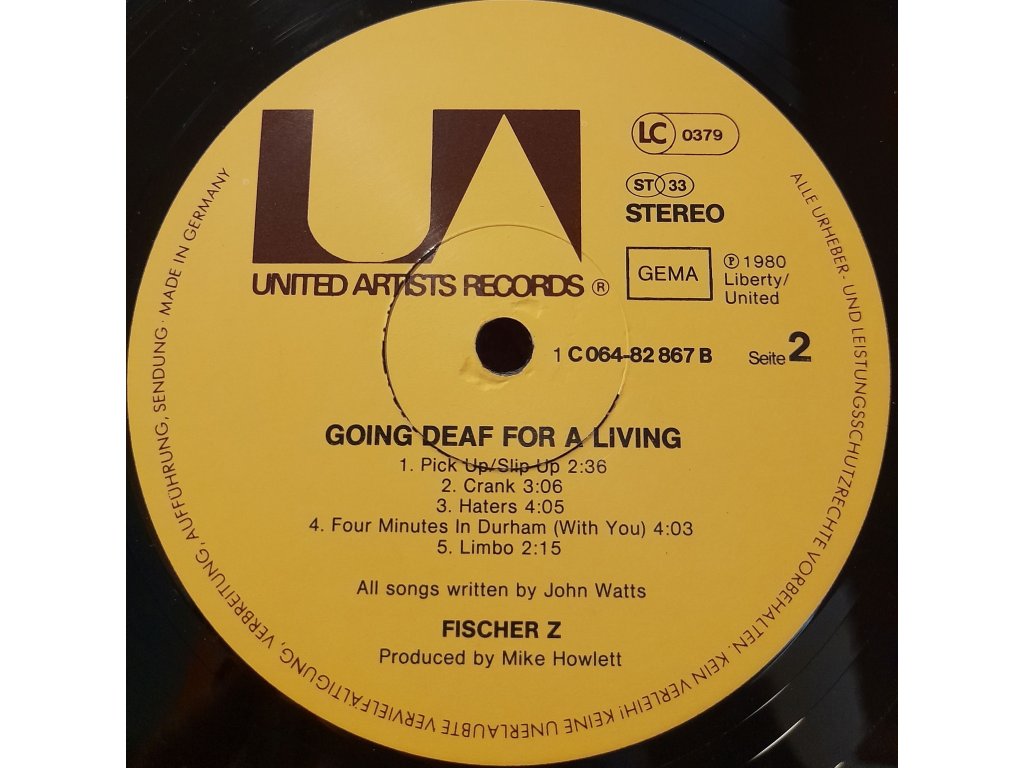 UA
UNITED ARTISTS RECORDS ®
LC 0379
ST 33
STEREO
GEMA
℗ 1980
Liberty/
United
1 C 064-82 867 B
Seite 2
GOING DEAF FOR A LIVING
1. Pick Up/Slip Up 2:36
2. Crank 3:06
3. Haters 4:05
4. Four Minutes In Durham (With You) 4:03
5. Limbo 2:15
All songs written by John Watts
FISCHER Z
Produced by Mike Howlett
ALLE URHEBER- UND LEISTUNGSSCHUTZRECHTE VORBEHALTEN. KEIN VERLEIH! KEINE UNERLAUBTE VERVIELFÄLTIGUNG, VERBREITUNG, AUFFÜHRUNG, SENDUNG · MADE IN GERMANY